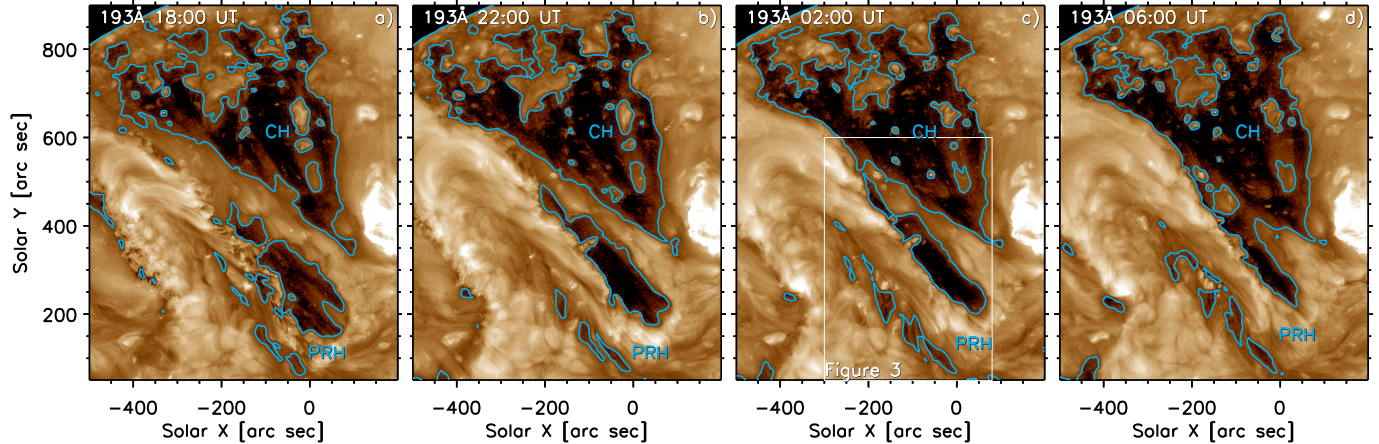 193Å 18:00 UT a)
193Å 22:00 UT b)
193Å 02:00 UT c)
193Å 06:00 UT d)
800
600
400
200
Solar Y [arc sec]
CH
CH
CH
CH
PRH
PRH
PRH
PRH
Figure 3
−400 −200 0
−400 −200 0
−400 −200 0
−400 −200 0
Solar X [arc sec]
Solar X [arc sec]
Solar X [arc sec]
Solar X [arc sec]